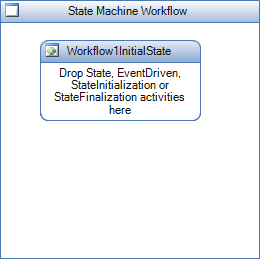 State Machine Workflow
Workflow1InitialState
Drop State, EventDriven,
StateInitialization or
StateFinalization activities
here